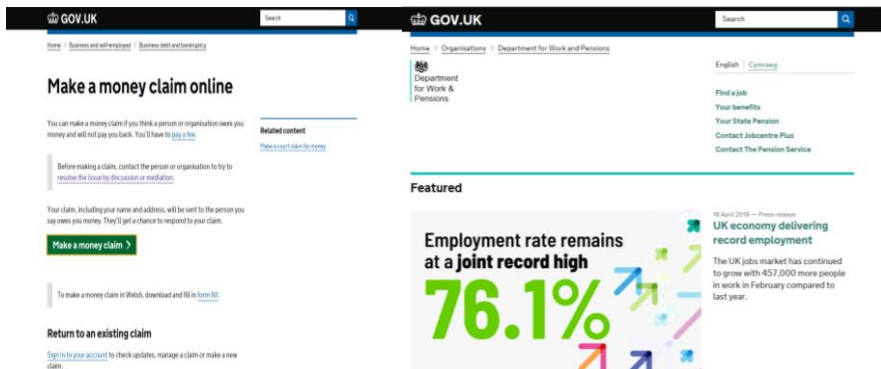 GOV.UK
Search
Home > Business and self-employed > Business debt and bankruptcy
Make a money claim online
You can make a money claim if you think a person or organisation owes you
money and will not pay you back. You'll have to pay a fee.
Before making a claim, contact the person or organisation to try to
resolve the issue by discussion or mediation.
Your claim, including your name and address, will be sent to the person you
say owes you money. They'll get a chance to respond to your claim.
Make a money claim >
To make a money claim in Welsh, download and fill in form N1.
Return to an existing claim
Sign in to your account to check updates, manage a claim or make a new
claim.
Related content
Make a court claim for money
GOV.UK
Search
Home > Organisations > Department for Work and Pensions
Department
for Work &
Pensions
English | Cymraeg
Find a job
Your benefits
Your State Pension
Contact Jobcentre Plus
Contact The Pension Service
Featured
Employment rate remains
at a joint record high
76.1%
16 April 2019 — Press release
UK economy delivering
record employment
The UK jobs market has continued
to grow with 457,000 more people
in work in February compared to
last year.